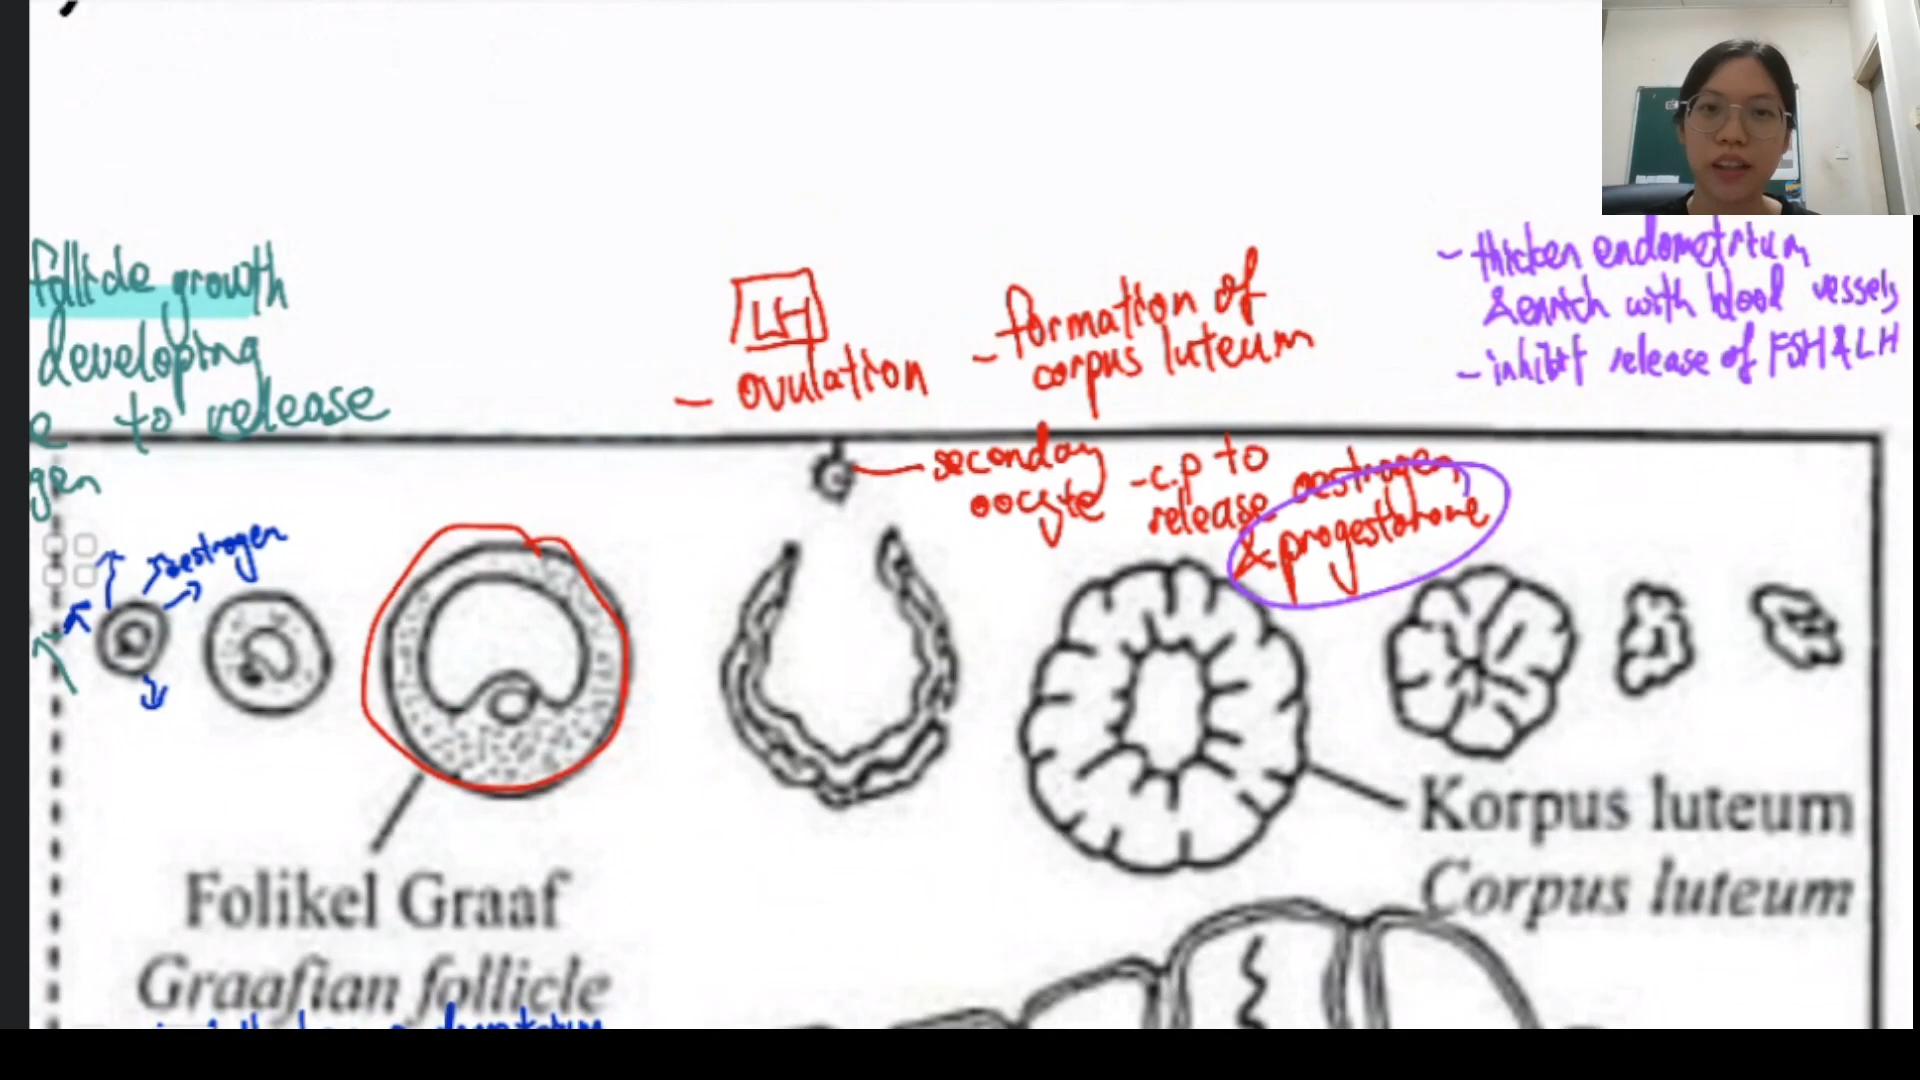 follicle growth
developing
e to release
gen
LH
- ovulation
- formation of
corpus luteum
- thicken endometrium
& enrich with blood vessels
- inhibit release of FSH & LH
seconday
oocyte
- c.p to
release oestrogen
& progesterone
oestrogen
Folikel Graaf
Graafian follicle
Korpus luteum
Corpus luteum